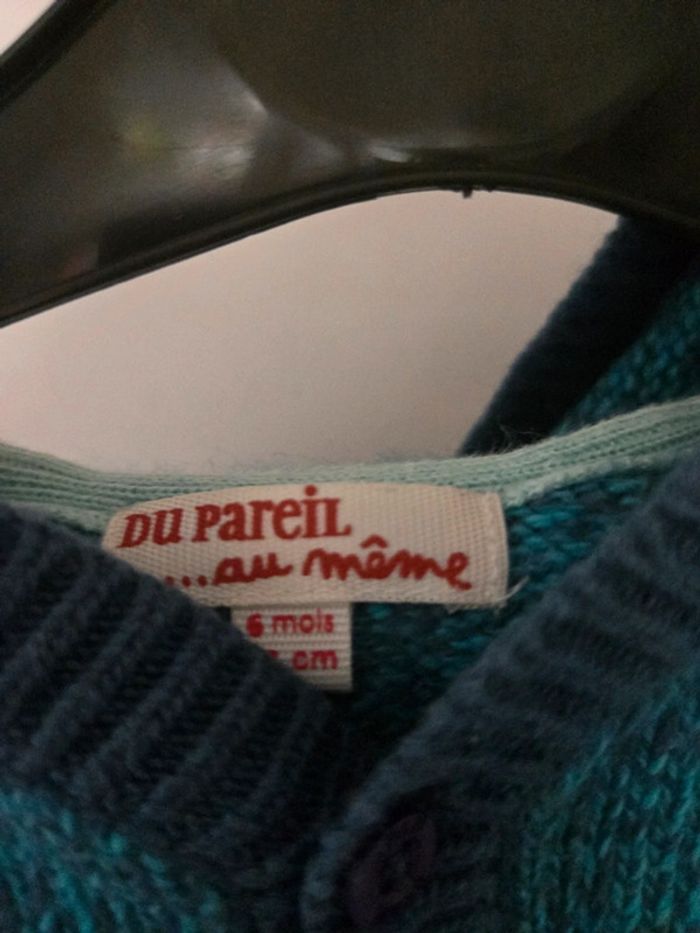 DU PAREIL
...au même
6 mois
cm